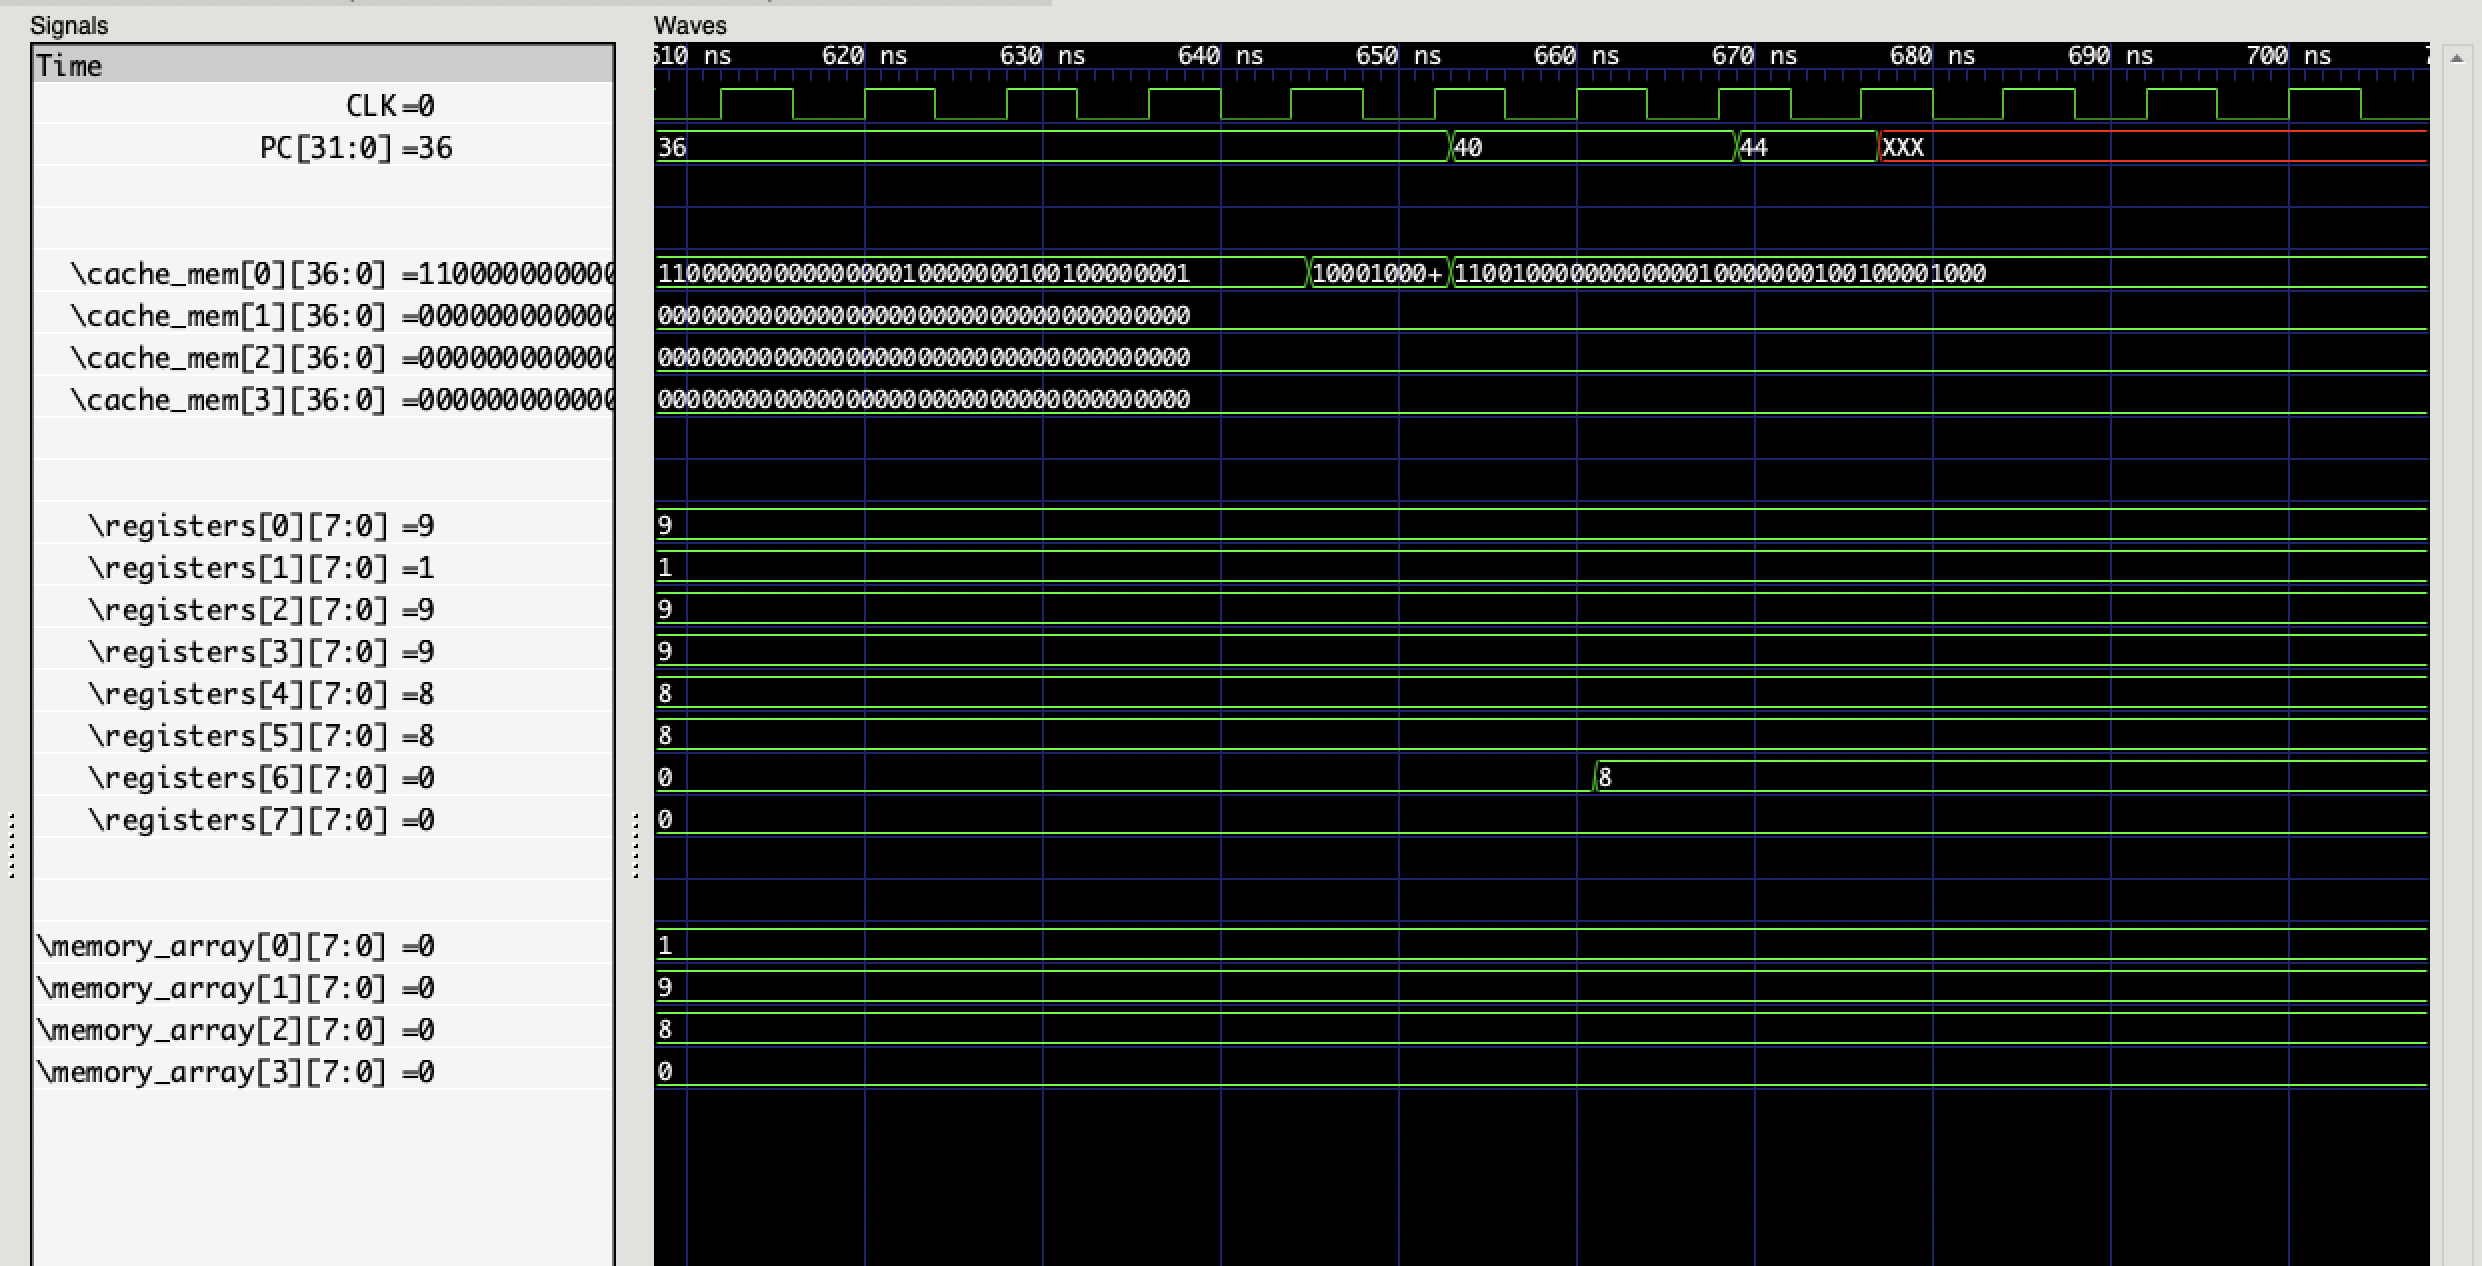 Signals
Waves
Time
610 ns 620 ns 630 ns 640 ns 650 ns 660 ns 670 ns 680 ns 690 ns 700 ns
CLK =0
PC[31:0] =36 36 40 44 XXX
\cache_mem[0][36:0] =110000000000 1100000000000000010000000100100000001 10001000+ 1100100000000000010000000100100001000
\cache_mem[1][36:0] =000000000000 0000000000000000000000000000000000000
\cache_mem[2][36:0] =000000000000 0000000000000000000000000000000000000
\cache_mem[3][36:0] =000000000000 0000000000000000000000000000000000000
\registers[0][7:0] =9 9
\registers[1][7:0] =1 1
\registers[2][7:0] =9 9
\registers[3][7:0] =9 9
\registers[4][7:0] =8 8
\registers[5][7:0] =8 8
\registers[6][7:0] =0 0 8
\registers[7][7:0] =0 0
\memory_array[0][7:0] =0 1
\memory_array[1][7:0] =0 9
\memory_array[2][7:0] =0 8
\memory_array[3][7:0] =0 0